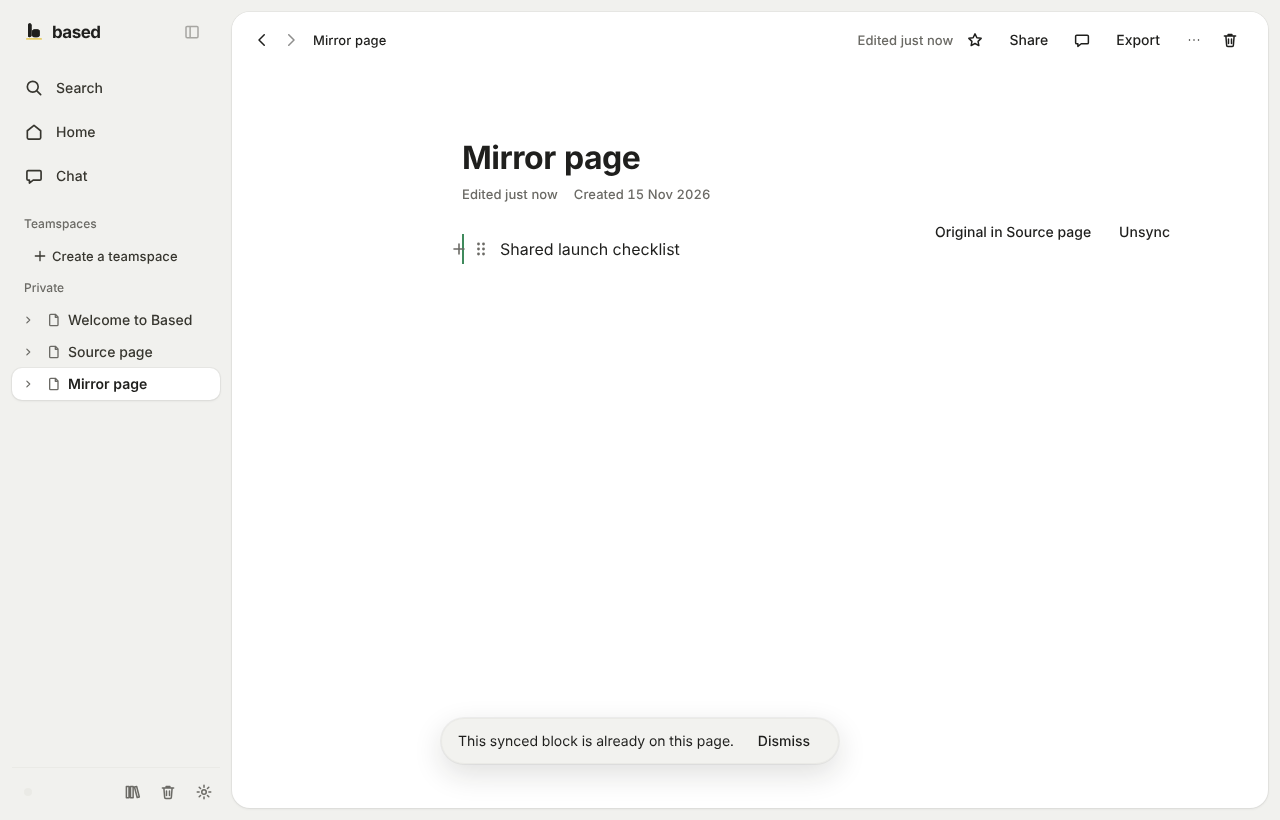 based
Search
Home
Chat
Teamspaces
Create a teamspace
Private
Welcome to Based
Source page
Mirror page
Mirror page
Edited just now
Share
Export
Mirror page
Edited just now Created 15 Nov 2026
Original in Source page Unsync
Shared launch checklist
This synced block is already on this page. Dismiss